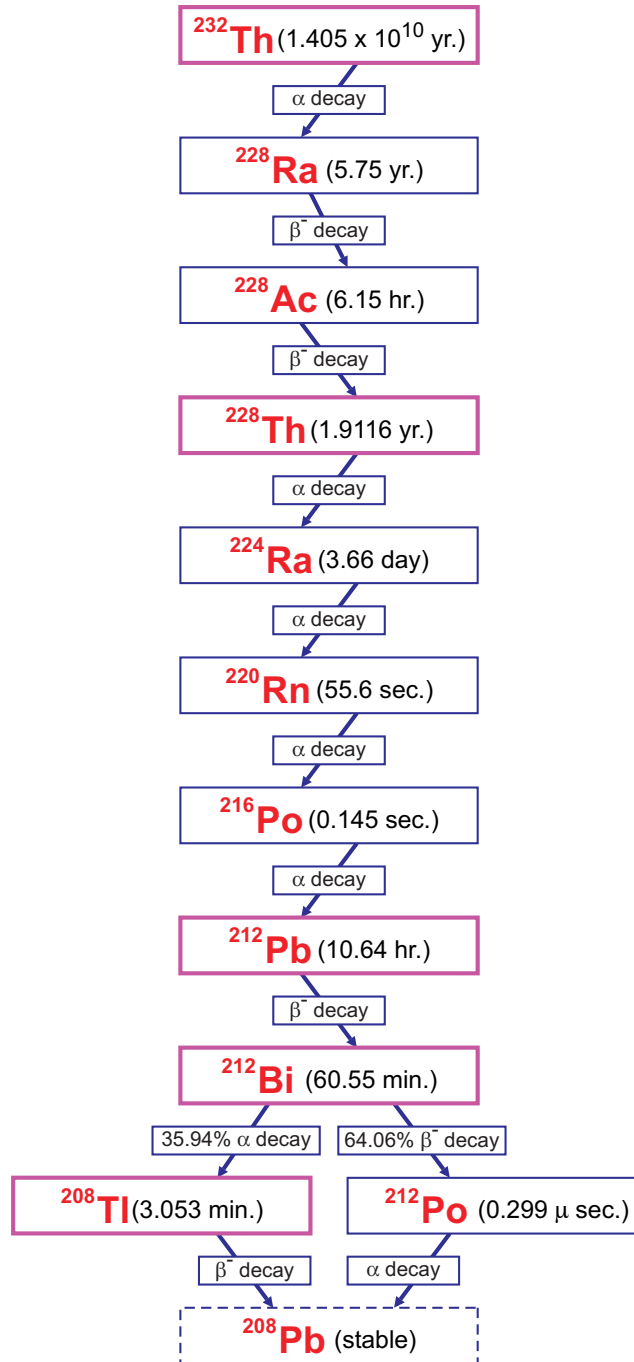 ²³²Th (1.405 x 10¹⁰ yr.)
α decay
²²⁸Ra (5.75 yr.)
β⁻ decay
²²⁸Ac (6.15 hr.)
β⁻ decay
²²⁸Th (1.9116 yr.)
α decay
²²⁴Ra (3.66 day)
α decay
²²⁰Rn (55.6 sec.)
α decay
²¹⁶Po (0.145 sec.)
α decay
²¹²Pb (10.64 hr.)
β⁻ decay
²¹²Bi (60.55 min.)
35.94% α decay
64.06% β⁻ decay
²⁰⁸Tl (3.053 min.)
²¹²Po (0.299 μ sec.)
β⁻ decay
α decay
²⁰⁸Pb (stable)